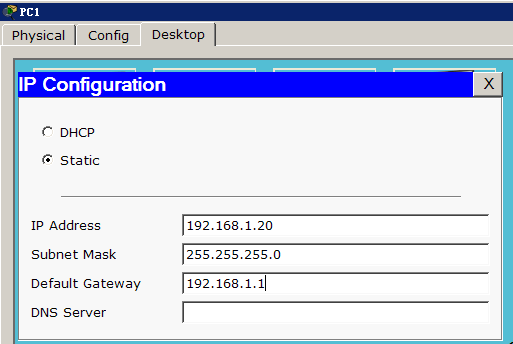 PC1
Physical Config Desktop
IP Configuration X
DHCP
Static
IP Address 192.168.1.20
Subnet Mask 255.255.255.0
Default Gateway 192.168.1.1
DNS Server